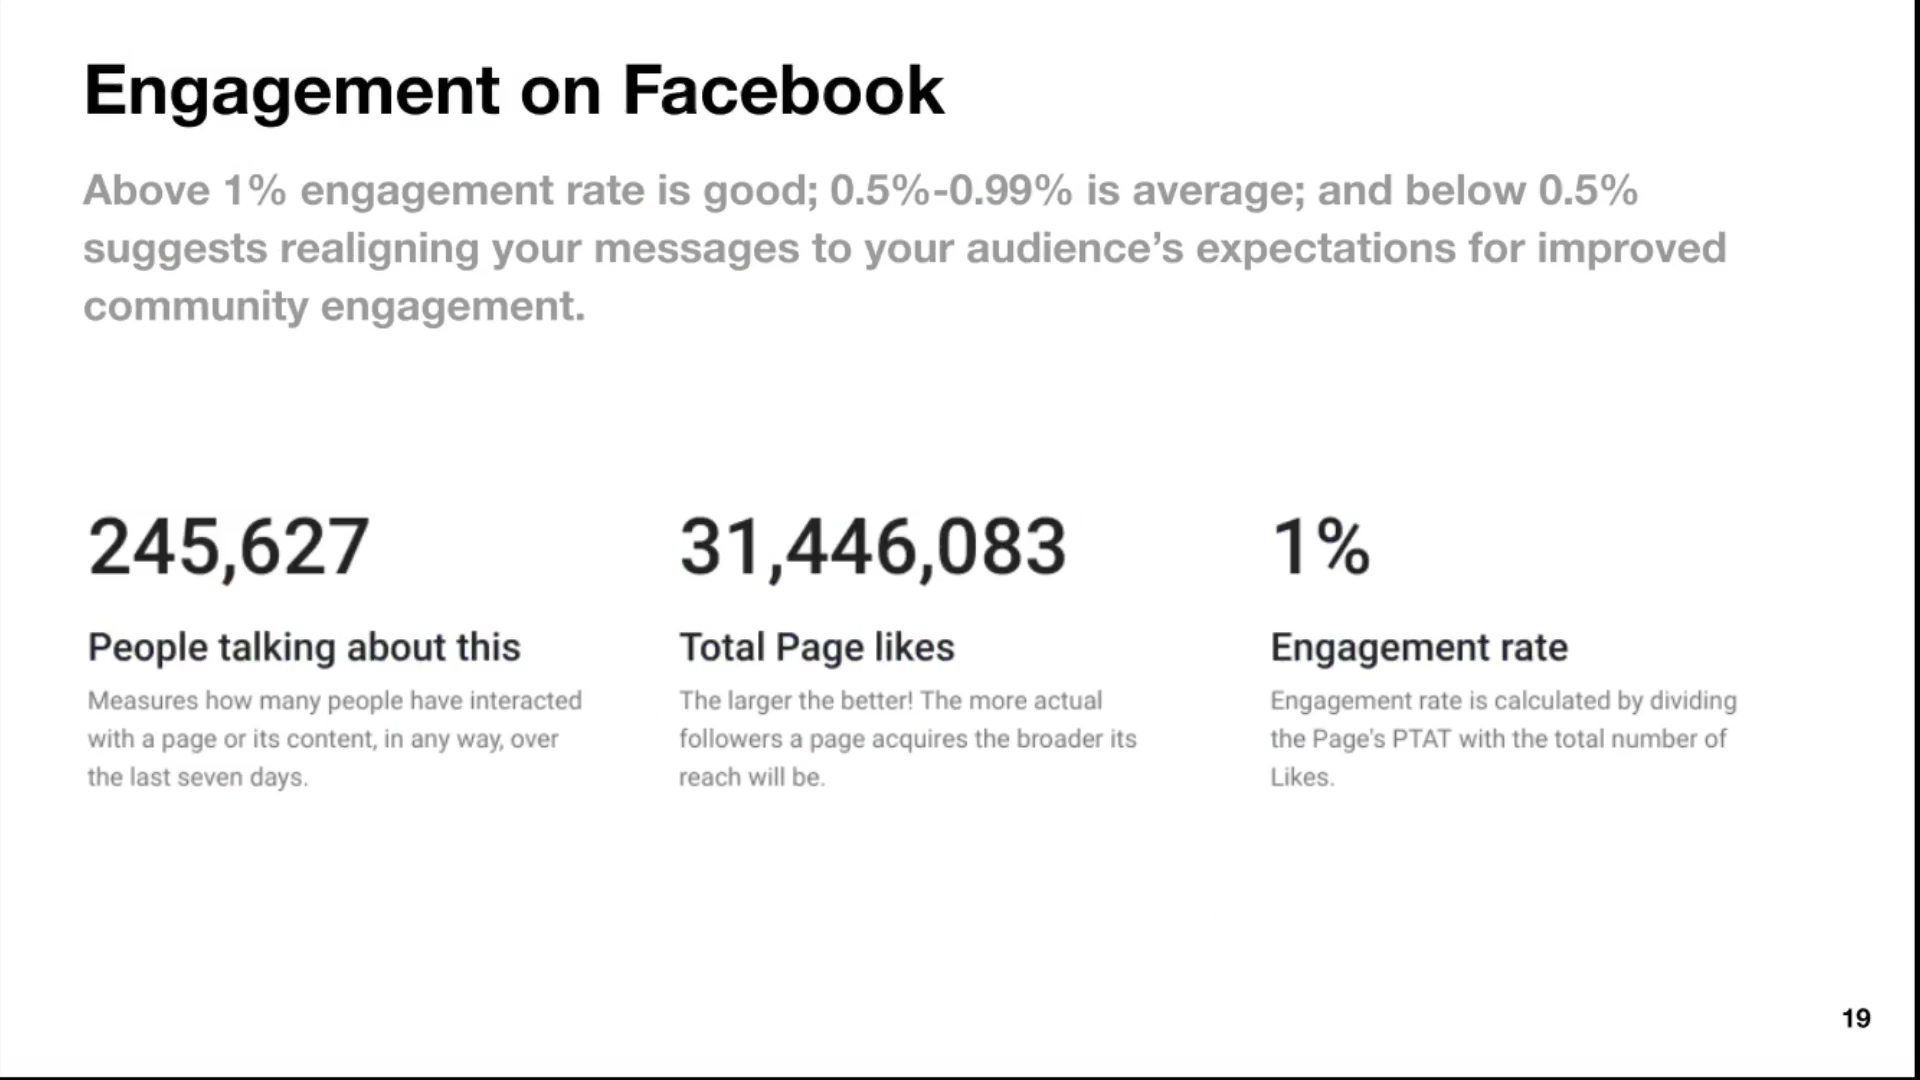 Engagement on Facebook
Above 1% engagement rate is good; 0.5%-0.99% is average; and below 0.5%
suggests realigning your messages to your audience’s expectations for improved
community engagement.
245,627
People talking about this
Measures how many people have interacted
with a page or its content, in any way, over
the last seven days.
31,446,083
Total Page likes
The larger the better! The more actual
followers a page acquires the broader its
reach will be.
1%
Engagement rate
Engagement rate is calculated by dividing
the Page's PTAT with the total number of
Likes.
19